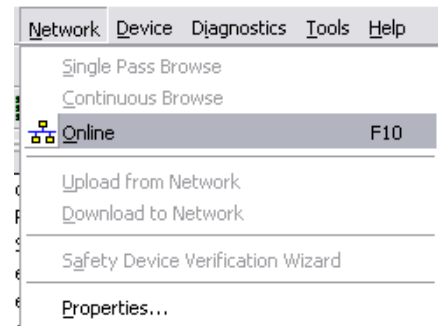 Network Device Diagnostics Tools Help
Single Pass Browse
Continuous Browse
Online F10
Upload from Network
Download to Network
Safety Device Verification Wizard
Properties...